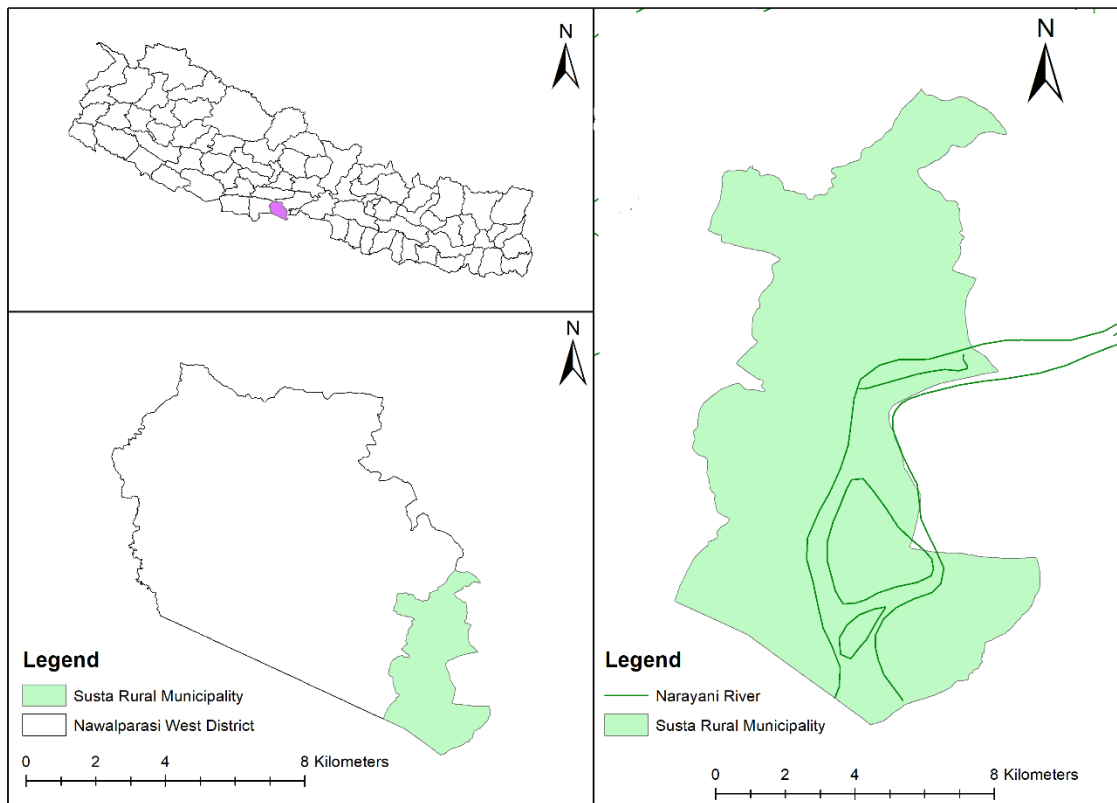 N
N
Legend
Susta Rural Municipality
Nawalparasi West District
0 2 4 8 Kilometers
N
Legend
Narayani River
Susta Rural Municipality
0 2 4 8 Kilometers